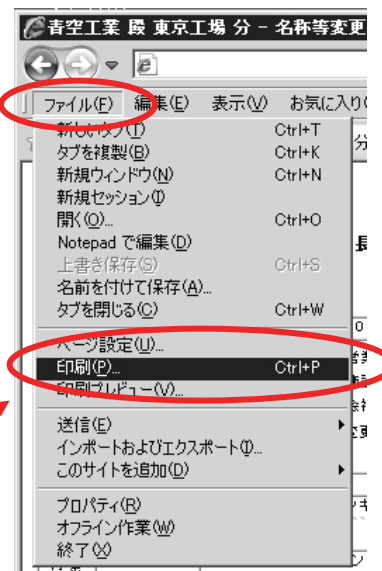 青空工業 殿 東京工場 分 - 名称等変更
ファイル(F) 編集(E) 表示(V) お気に入り(
新しいタブ(T) Ctrl+T
タブを複製(B) Ctrl+K
新規ウィンドウ(N) Ctrl+N
新規セッション(I)
開く(O)... Ctrl+O
Notepad で編集(D)
上書き保存(S) Ctrl+S
名前を付けて保存(A)...
タブを閉じる(C) Ctrl+W
ページ設定(U)...
印刷(P)... Ctrl+P
印刷プレビュー(V)...
送信(E)
インポートおよびエクスポート(I)...
このサイトを追加(D)
プロパティ(R)
オフライン作業(W)
終了(X)